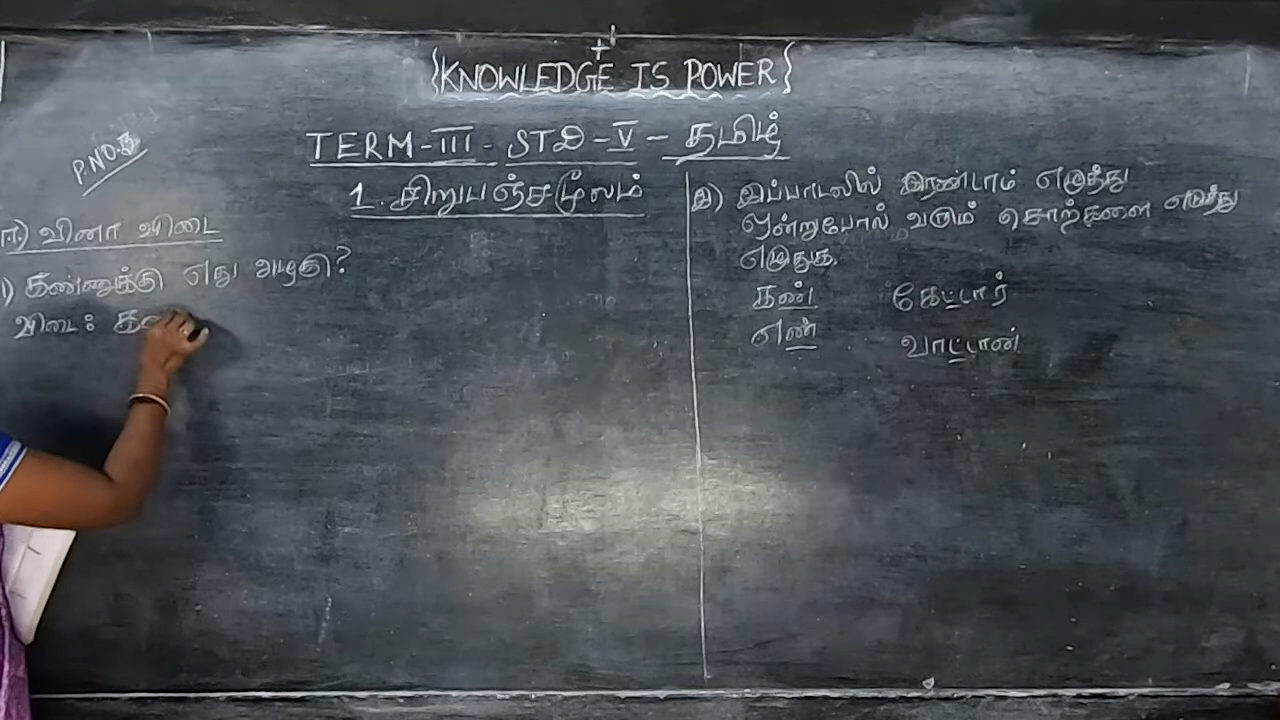 {KNOWLEDGE IS POWER}
TERM-III-STD-V-தமிழ்
P.NO.3
1. சிறுபஞ்சமூலம்
ஈ.) வினா விடை
1) கண்ணுக்கு எது அழகு?
விடை: க
இ) இப்பாடலில் இரண்டாம் எழுத்து
ஒன்றுபோல் வரும் சொற்களை எடுத்து
எழுதுக.
கண் கேட்டார்
எண் வாட்டான்